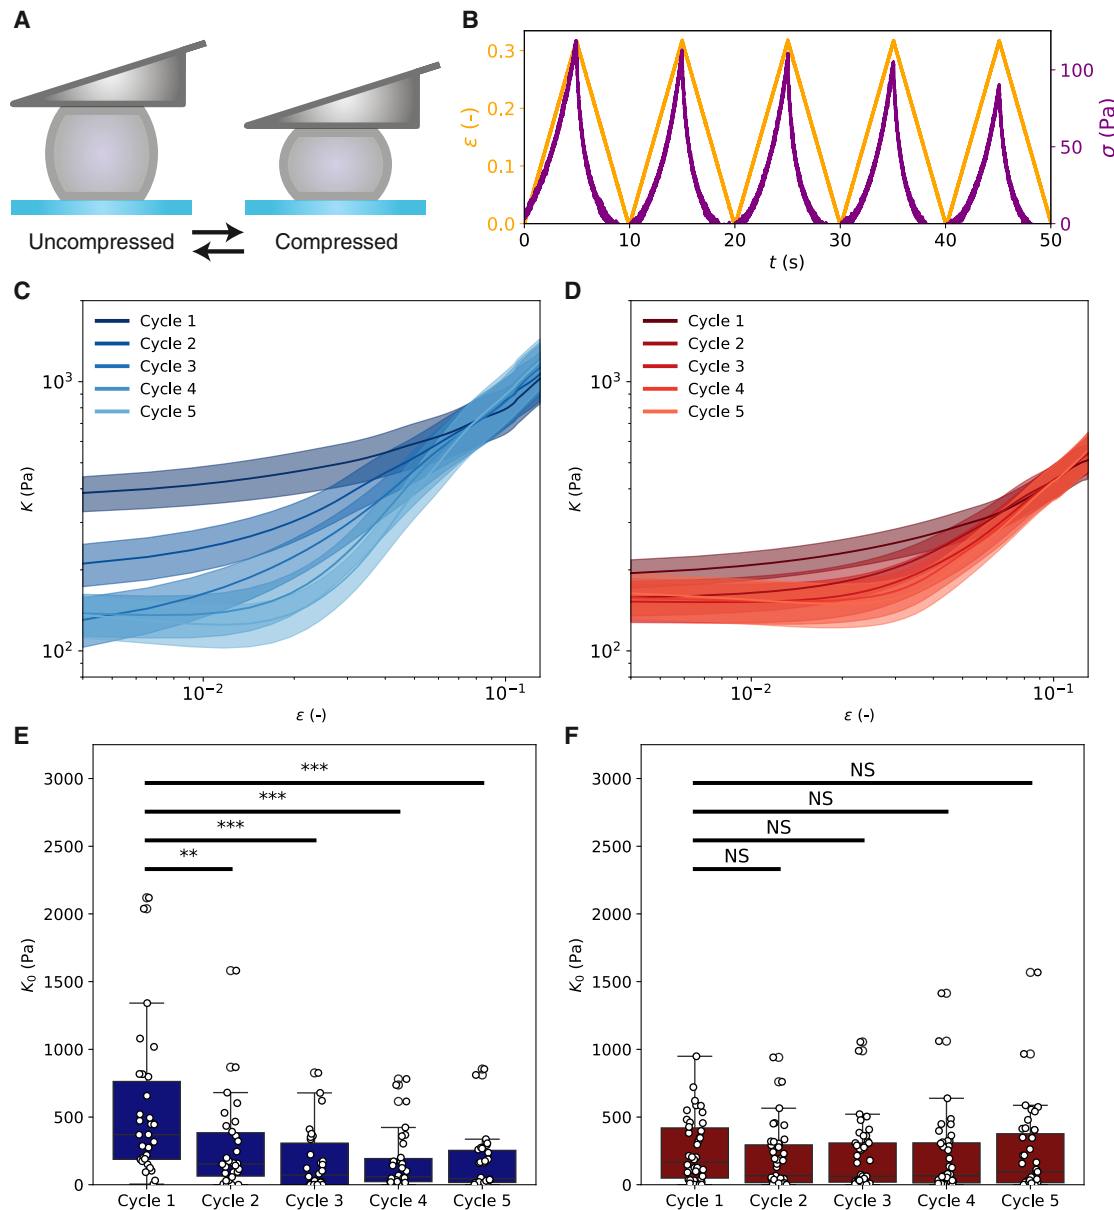 A
Uncompressed
Compressed
B
0.3
0.2
0.1
0.0
ε (-)
100
50
0
σ (Pa)
0
10
20
30
40
50
t (s)
C
Cycle 1
Cycle 2
Cycle 3
Cycle 4
Cycle 5
10³
10²
K (Pa)
10⁻²
10⁻¹
ε (-)
D
Cycle 1
Cycle 2
Cycle 3
Cycle 4
Cycle 5
10³
10²
K (Pa)
10⁻²
10⁻¹
ε (-)
E
***
***
***
**
3000
2500
2000
1500
1000
500
0
K₀ (Pa)
Cycle 1
Cycle 2
Cycle 3
Cycle 4
Cycle 5
F
NS
NS
NS
NS
3000
2500
2000
1500
1000
500
0
K₀ (Pa)
Cycle 1
Cycle 2
Cycle 3
Cycle 4
Cycle 5